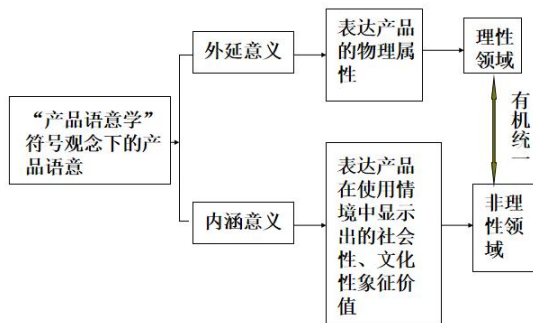 “产品语意学”
符号观念下的产
品语意
外延意义
表达产品
的物理属
性
理性
领域
有机统一
内涵意义
表达产品
在使用情
境中显示
出的社会
性、文化
性象征价
值
非理
性领
域